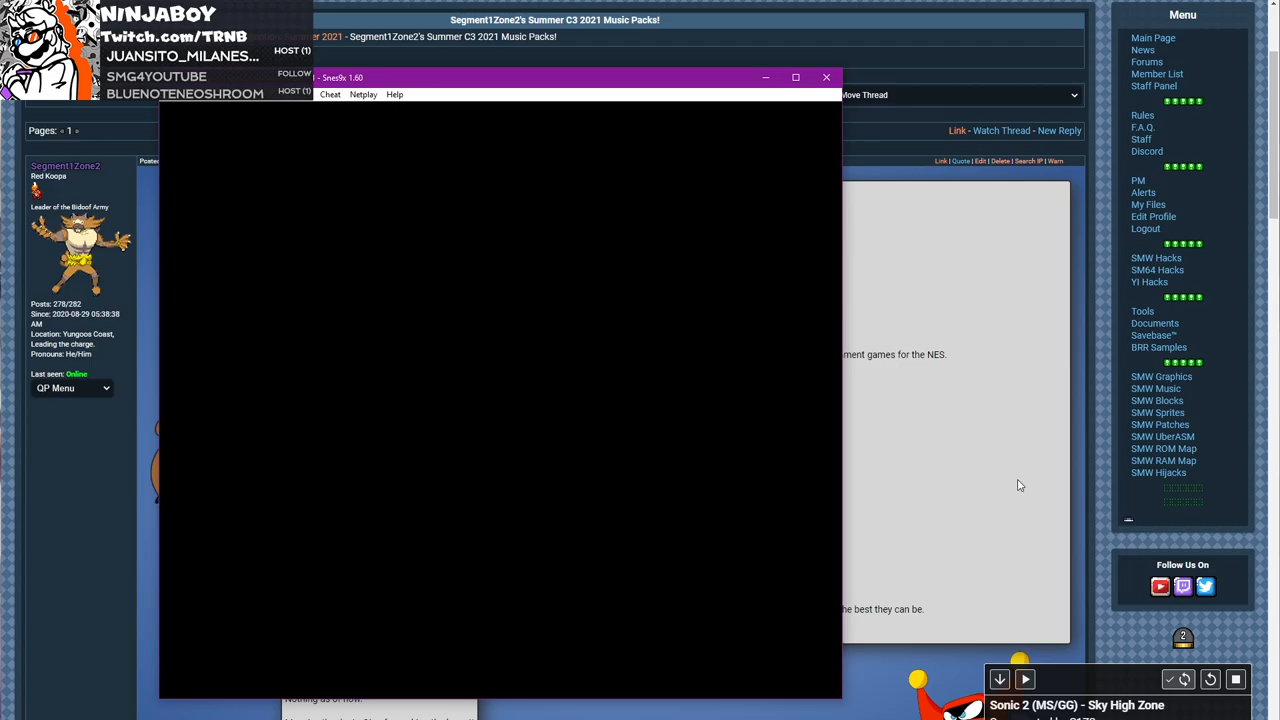 NINJABOY
Twitch.com/TRNB
JUANSITO_MILANES... HOST (1)
SMG4YOUTUBE FOLLOW
BLUENOTENEOSHROOM HOST (1)
Segment1Zone2's Summer C3 2021 Music Packs!
mer 2021 - Segment1Zone2's Summer C3 2021 Music Packs!
- Snes9x 1.60
Cheat Netplay Help
Move Thread
Pages: « 1 »
Link - Watch Thread - New Reply
Segment1Zone2
Red Koopa
Leader of the Bidoof Army
Posts: 278/282
Since: 2020-08-29 05:38:38
AM
Location: Yungoos Coast,
Leading the charge.
Pronouns: He/Him
Last seen: Online
QP Menu
Posted
Link | Quote | Edit | Delete | Search IP | Warn
ment games for the NES.
he best they can be.
Menu
Main Page
News
Forums
Member List
Staff Panel
Rules
F.A.Q.
Staff
Discord
PM
Alerts
My Files
Edit Profile
Logout
SMW Hacks
SM64 Hacks
YI Hacks
Tools
Documents
Savebase™
BRR Samples
SMW Graphics
SMW Music
SMW Blocks
SMW Sprites
SMW Patches
SMW UberASM
SMW ROM Map
SMW RAM Map
SMW Hijacks
Follow Us On
2
Sonic 2 (MS/GG) - Sky High Zone